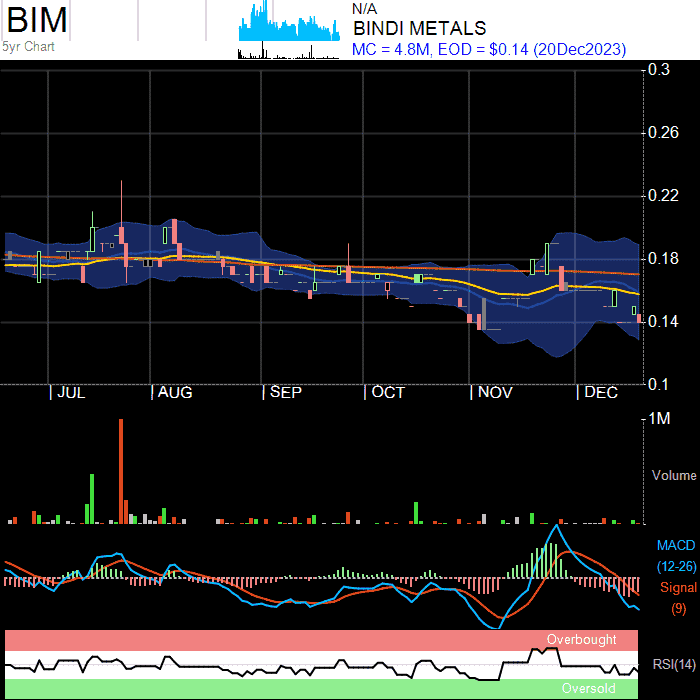 BIM
5yr Chart
N/A
BINDI METALS
MC = 4.8M, EOD = $0.14 (20Dec2023)
0.3
0.26
0.22
0.18
0.14
0.1
JUL AUG SEP OCT NOV DEC
1M
Volume
MACD
(12-26)
Signal
(9)
Overbought
RSI(14)
Oversold